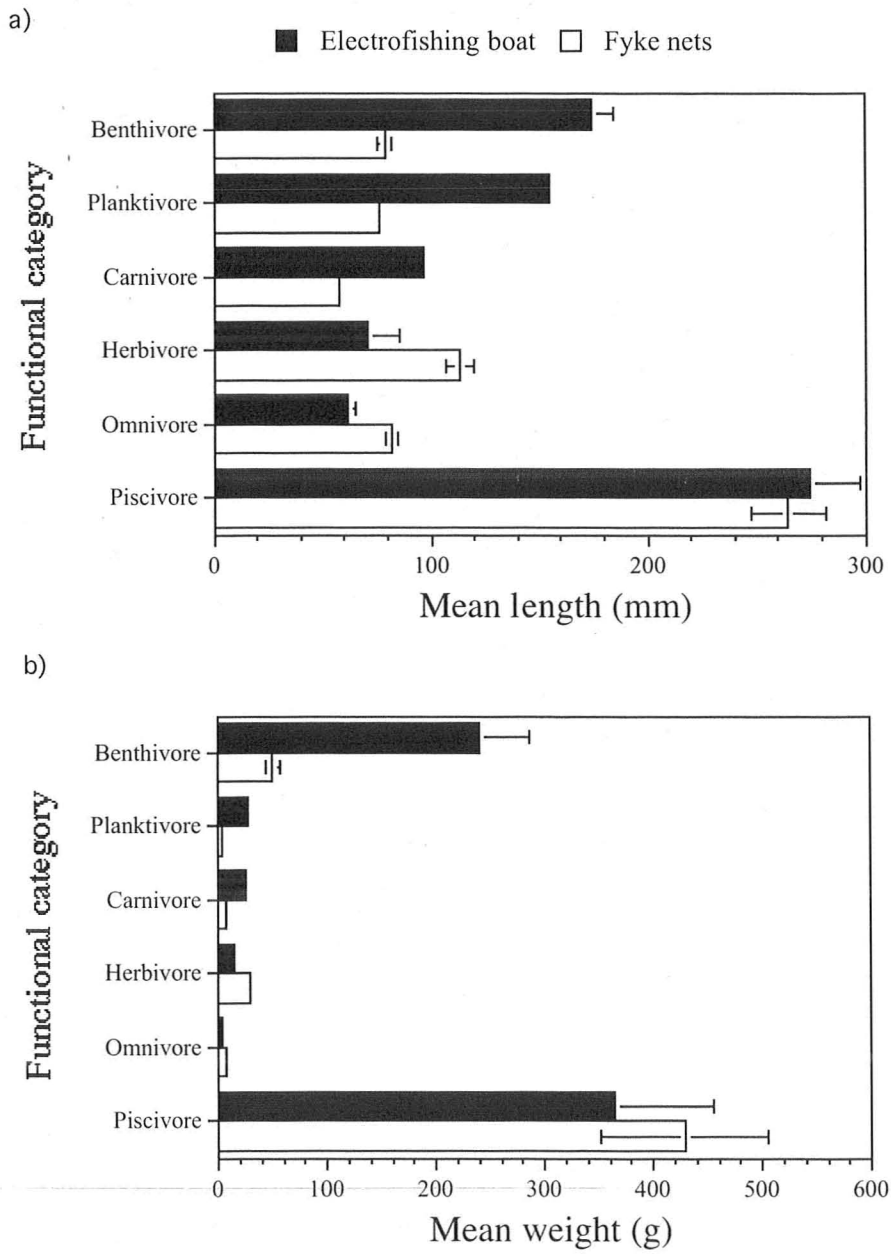 a)
Electrofishing boat Fyke nets
Functional category
Benthivore
Planktivore
Carnivore
Herbivore
Omnivore
Piscivore
0 100 200 300
Mean length (mm)
b)
Functional category
Benthivore
Planktivore
Carnivore
Herbivore
Omnivore
Piscivore
0 100 200 300 400 500 600
Mean weight (g)